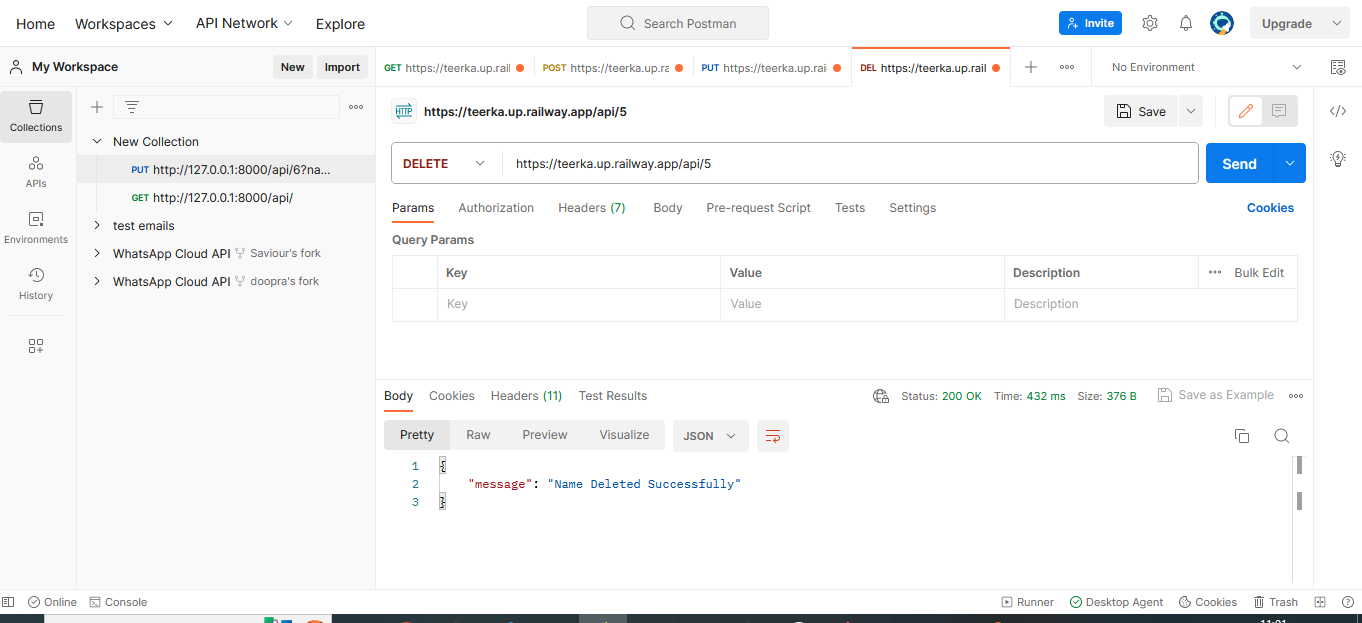 Home Workspaces API Network Explore Search Postman Invite Upgrade
My Workspace New Import GET https://teerka.up.rail POST https://teerka.up.ra PUT https://teerka.up.rail DEL https://teerka.up.rail No Environment
Collections
APIs
Environments
History
New Collection
PUT http://127.0.0.1:8000/api/6?na...
GET http://127.0.0.1:8000/api/
test emails
WhatsApp Cloud API Saviour's fork
WhatsApp Cloud API doopra's fork
HTTP https://teerka.up.railway.app/api/5 Save
DELETE https://teerka.up.railway.app/api/5 Send
Params Authorization Headers (7) Body Pre-request Script Tests Settings Cookies
Query Params
Key Value Description Bulk Edit
Key Value Description
Body Cookies Headers (11) Test Results Status: 200 OK Time: 432 ms Size: 376 B Save as Example
Pretty Raw Preview Visualize JSON
1 {
2 "message": "Name Deleted Successfully"
3 }
Online Console Runner Desktop Agent Cookies Trash